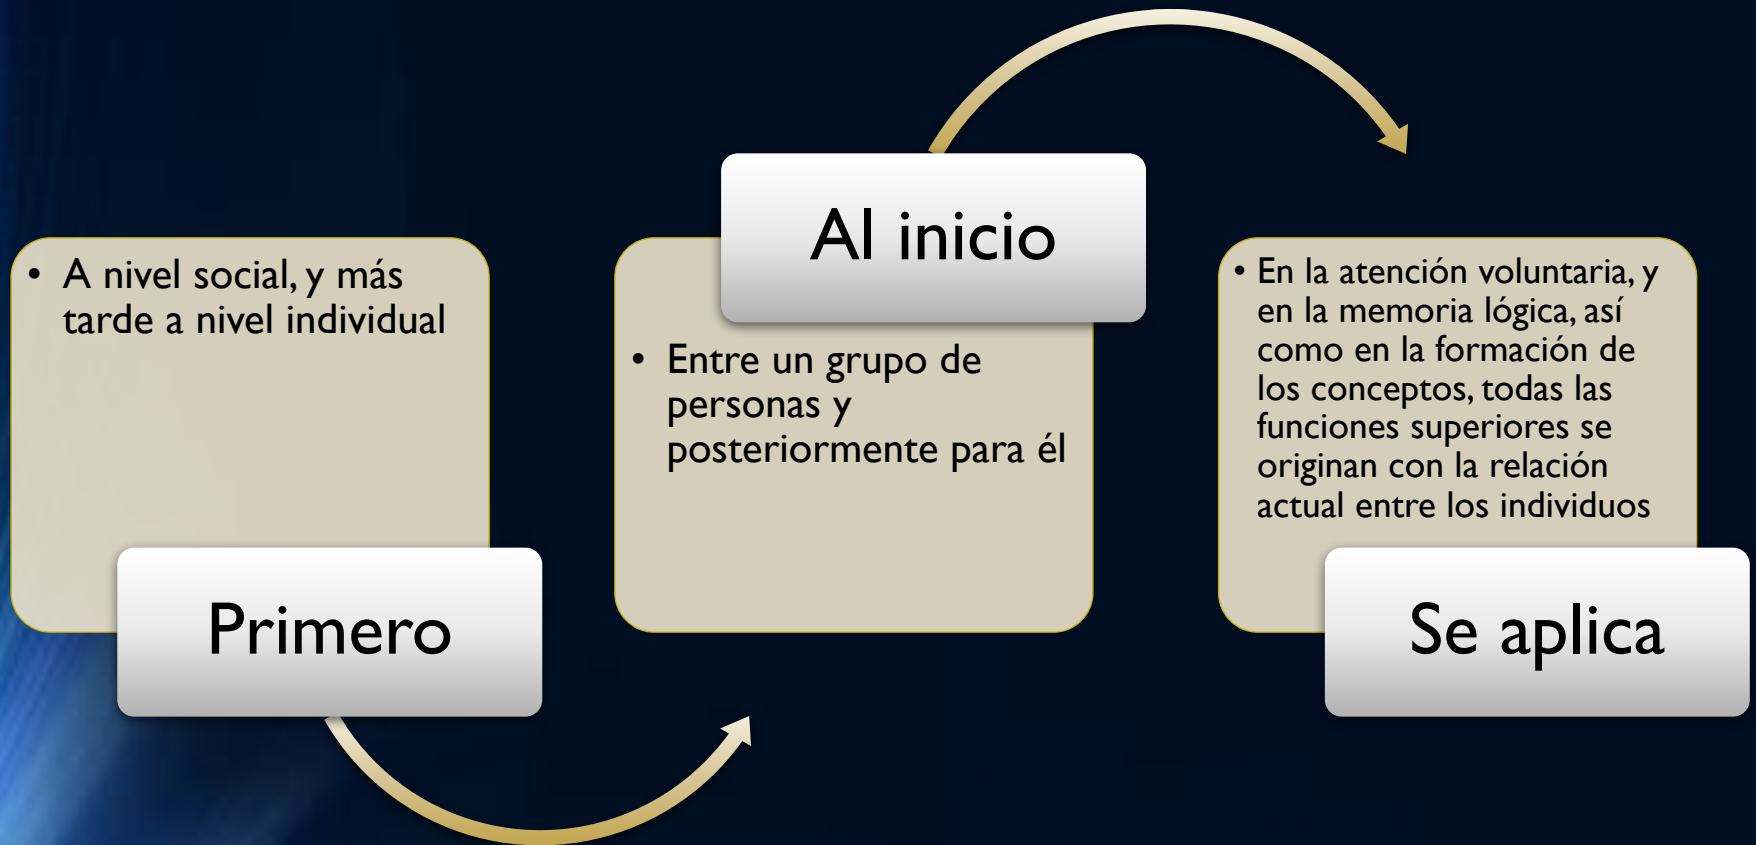 • A nivel social, y más
tarde a nivel individual
Primero
Al inicio
• Entre un grupo de
personas y
posteriormente para él
• En la atención voluntaria, y
en la memoria lógica, así
como en la formación de
los conceptos, todas las
funciones superiores se
originan con la relación
actual entre los individuos
Se aplica